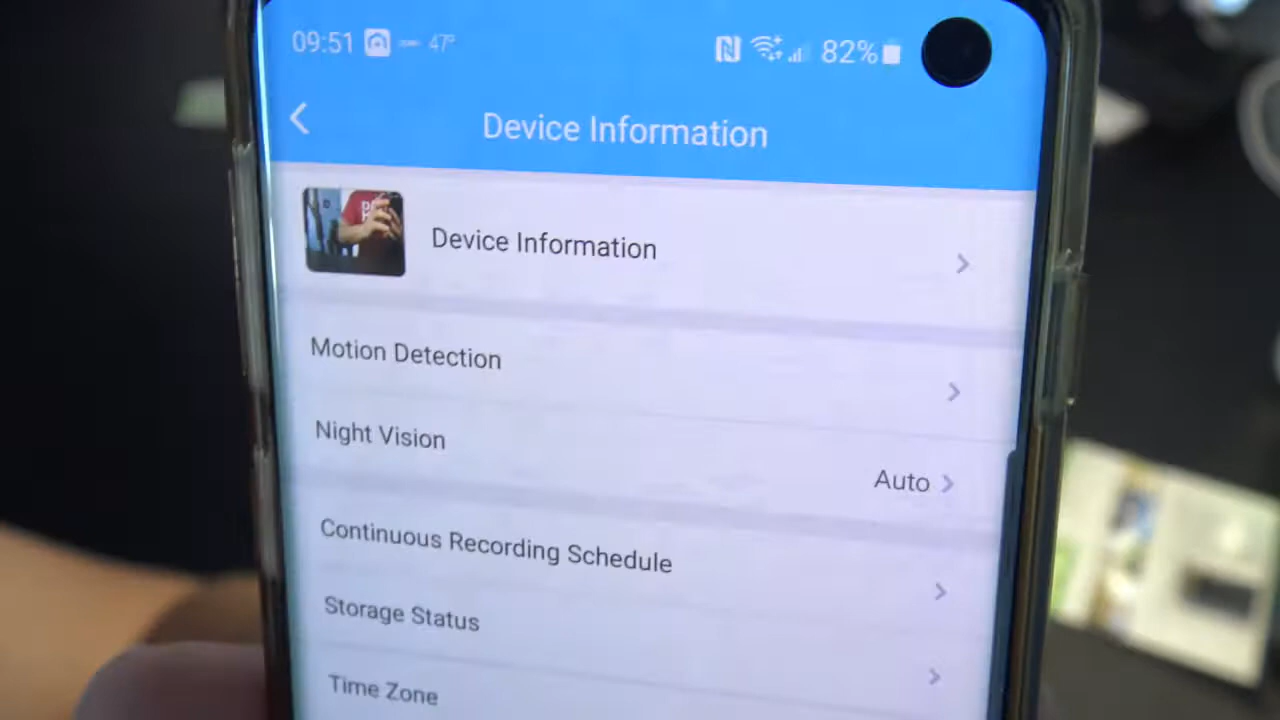 09:51 47° 82%
Device Information
Device Information
Motion Detection
Night Vision
Auto
Continuous Recording Schedule
Storage Status
Time Zone